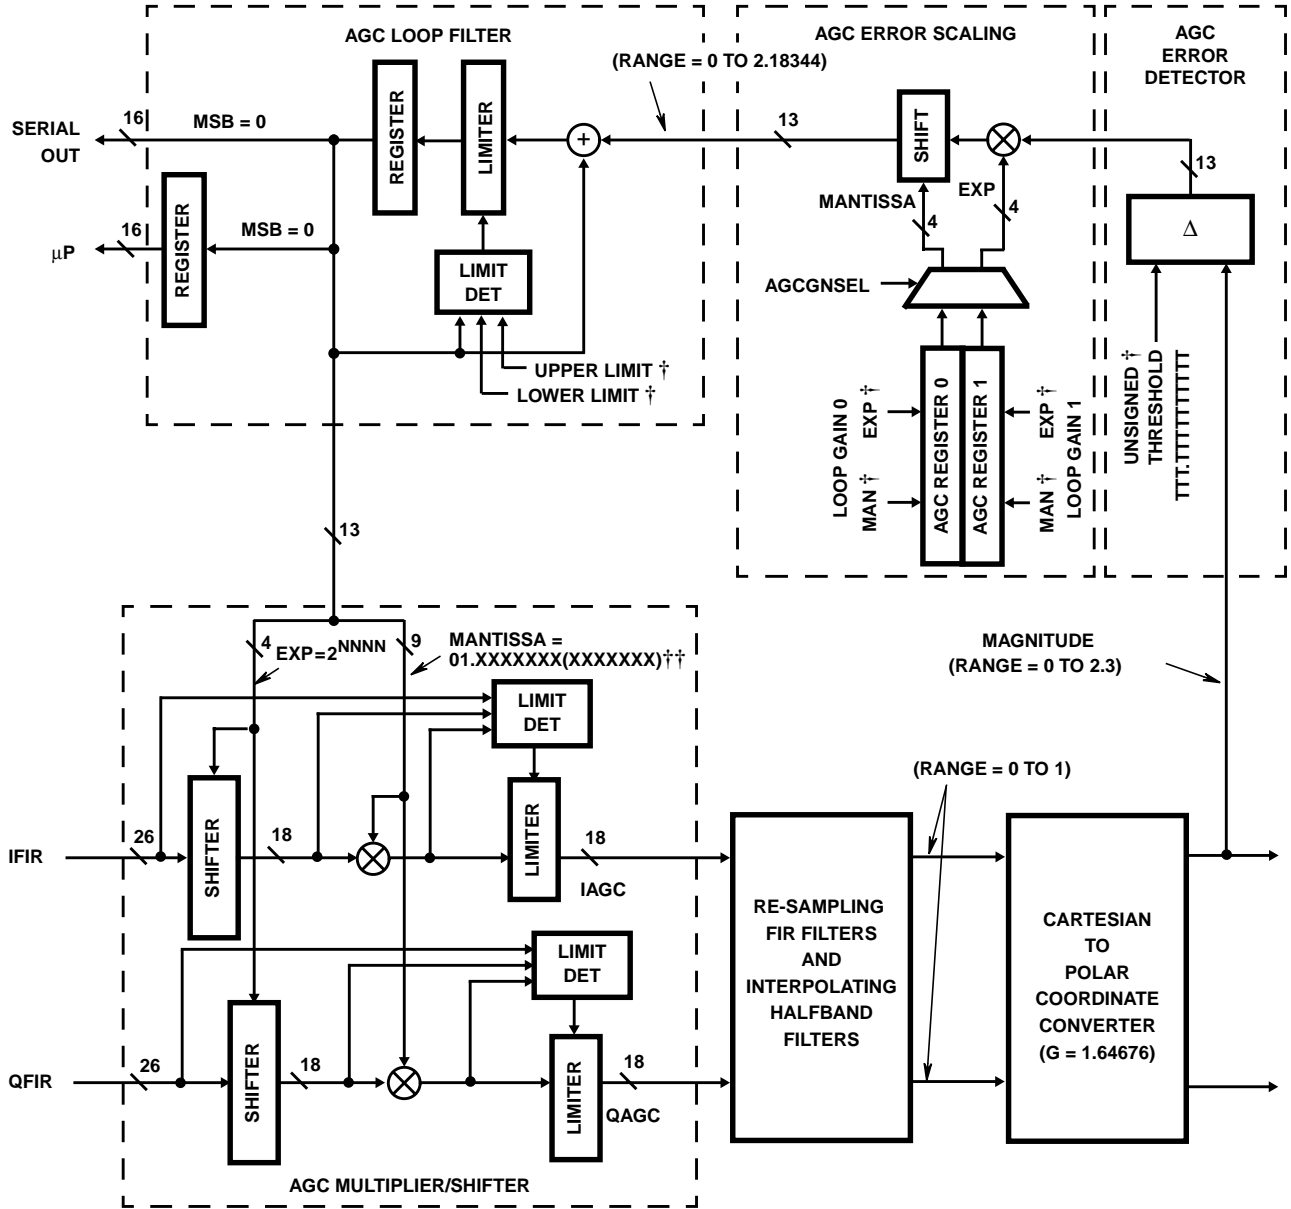 AGC LOOP FILTER
(RANGE = 0 TO 2.18344)
AGC ERROR SCALING
AGC
ERROR
DETECTOR
SERIAL
OUT
16
MSB = 0
REGISTER
LIMITER
+
13
SHIFT
13
µP
16
REGISTER
MSB = 0
MANTISSA
4
EXP
4
Δ
LIMIT
DET
AGCGNSEL
UPPER LIMIT †
LOWER LIMIT †
LOOP GAIN 0
EXP †
MAN †
AGC REGISTER 0
AGC REGISTER 1
EXP †
MAN †
LOOP GAIN 1
UNSIGNED †
THRESHOLD
TTT.TTTTTTTTTT
13
4
EXP=2NNNN
9
MANTISSA =
01.XXXXXXX(XXXXXXX)††
MAGNITUDE
(RANGE = 0 TO 2.3)
LIMIT
DET
(RANGE = 0 TO 1)
IFIR
26
SHIFTER
18
LIMITER
18
IAGC
LIMIT
DET
QFIR
26
SHIFTER
18
LIMITER
18
QAGC
RE-SAMPLING
FIR FILTERS
AND
INTERPOLATING
HALFBAND
FILTERS
CARTESIAN
TO
POLAR
COORDINATE
CONVERTER
(G = 1.64676)
AGC MULTIPLIER/SHIFTER